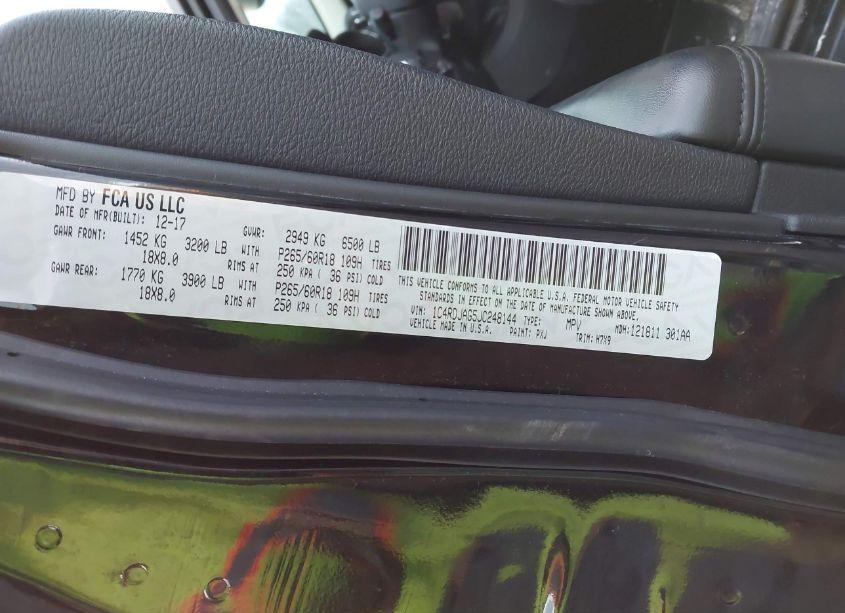 MFD BY FCA US LLC
DATE OF MFR(BUILT): 12-17 GVWR: 2949 KG 6500 LB
GAWR FRONT: 1452 KG 3200 LB WITH P265/60R18 109H TIRES
18X8.0 RIMS AT 250 KPA ( 36 PSI) COLD
GAWR REAR: 1770 KG 3900 LB WITH P265/60R18 109H TIRES
18X8.0 RIMS AT 250 KPA ( 36 PSI) COLD
THIS VEHICLE CONFORMS TO ALL APPLICABLE U.S.A. FEDERAL MOTOR VEHICLE SAFETY
STANDARDS IN EFFECT ON THE DATE OF MANUFACTURE SHOWN ABOVE.
VIN: 1C4RDJAG5JC248144 TYPE: MPV MDH:121811 301AA
VEHICLE MADE IN U.S.A. PAINT: PXJ TRIM: H7X9